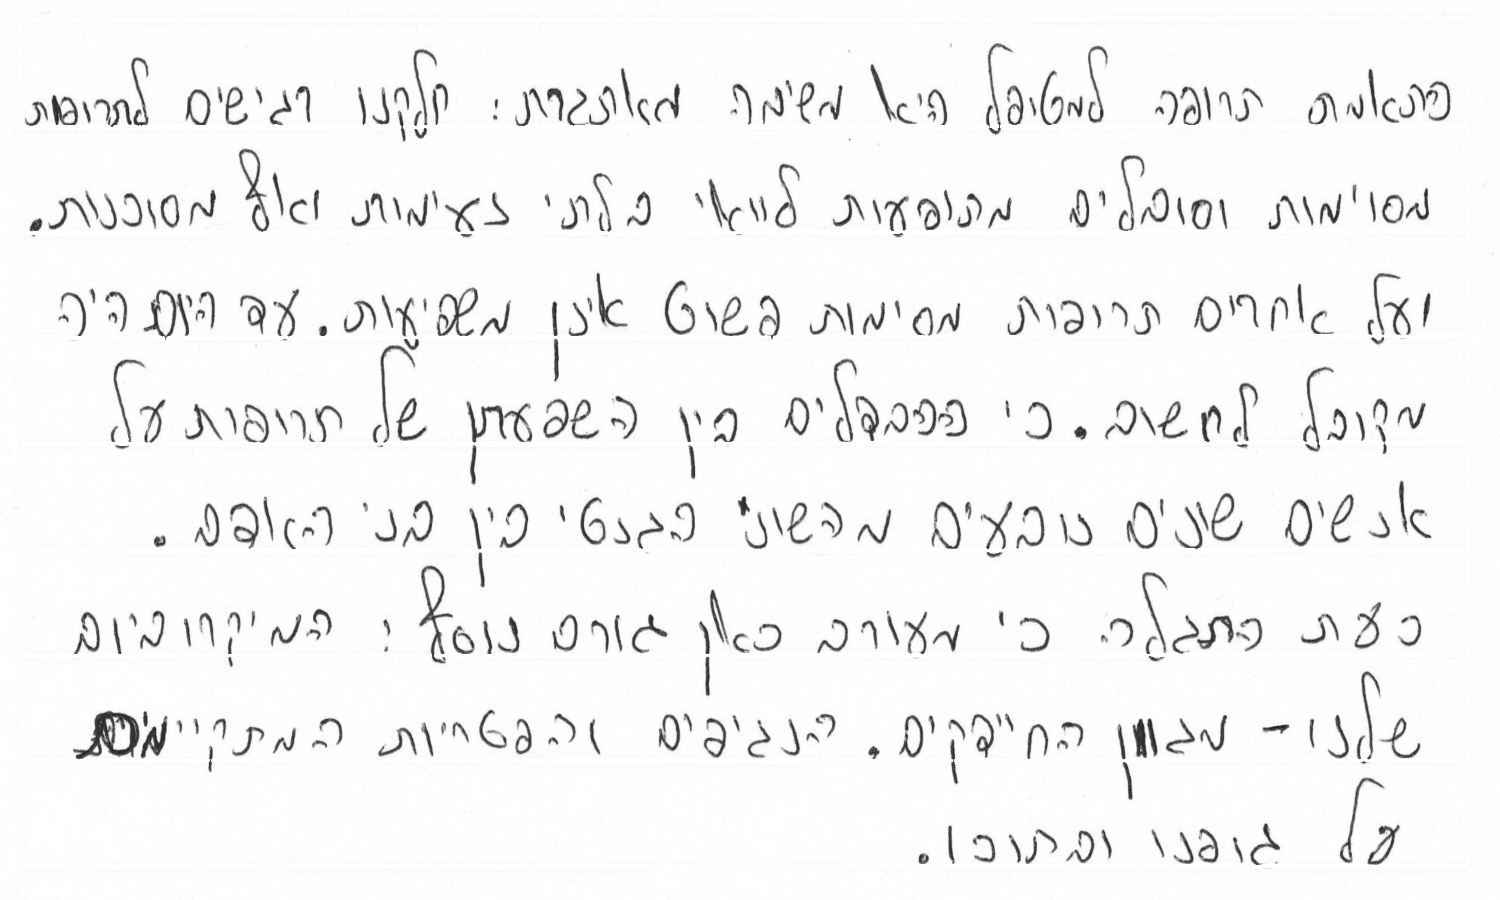 התאמת תרופה למטופל היא משימה מאתגרת: חלקנו רגישים לתרופות
מסוימות וסובלים מתופעות לוואי בלתי נעימות ואף מסוכנות.
ועל אחרים תרופות מסימות פשוט אינן משפיעות. עד היום היה
מקובל לחשוב. כי ההבדלים בין השפעתן של תרופות על
אנשים שונים נובעים מהשוני הגנטי בין בני האדם.
כעת התגלה כי מעורב כאן גורם נוסף: המיקרוביום
שלנו - מגוון החיידקים. הנגיפים והפטריות המתקיימים
על גופנו ובתוכו.